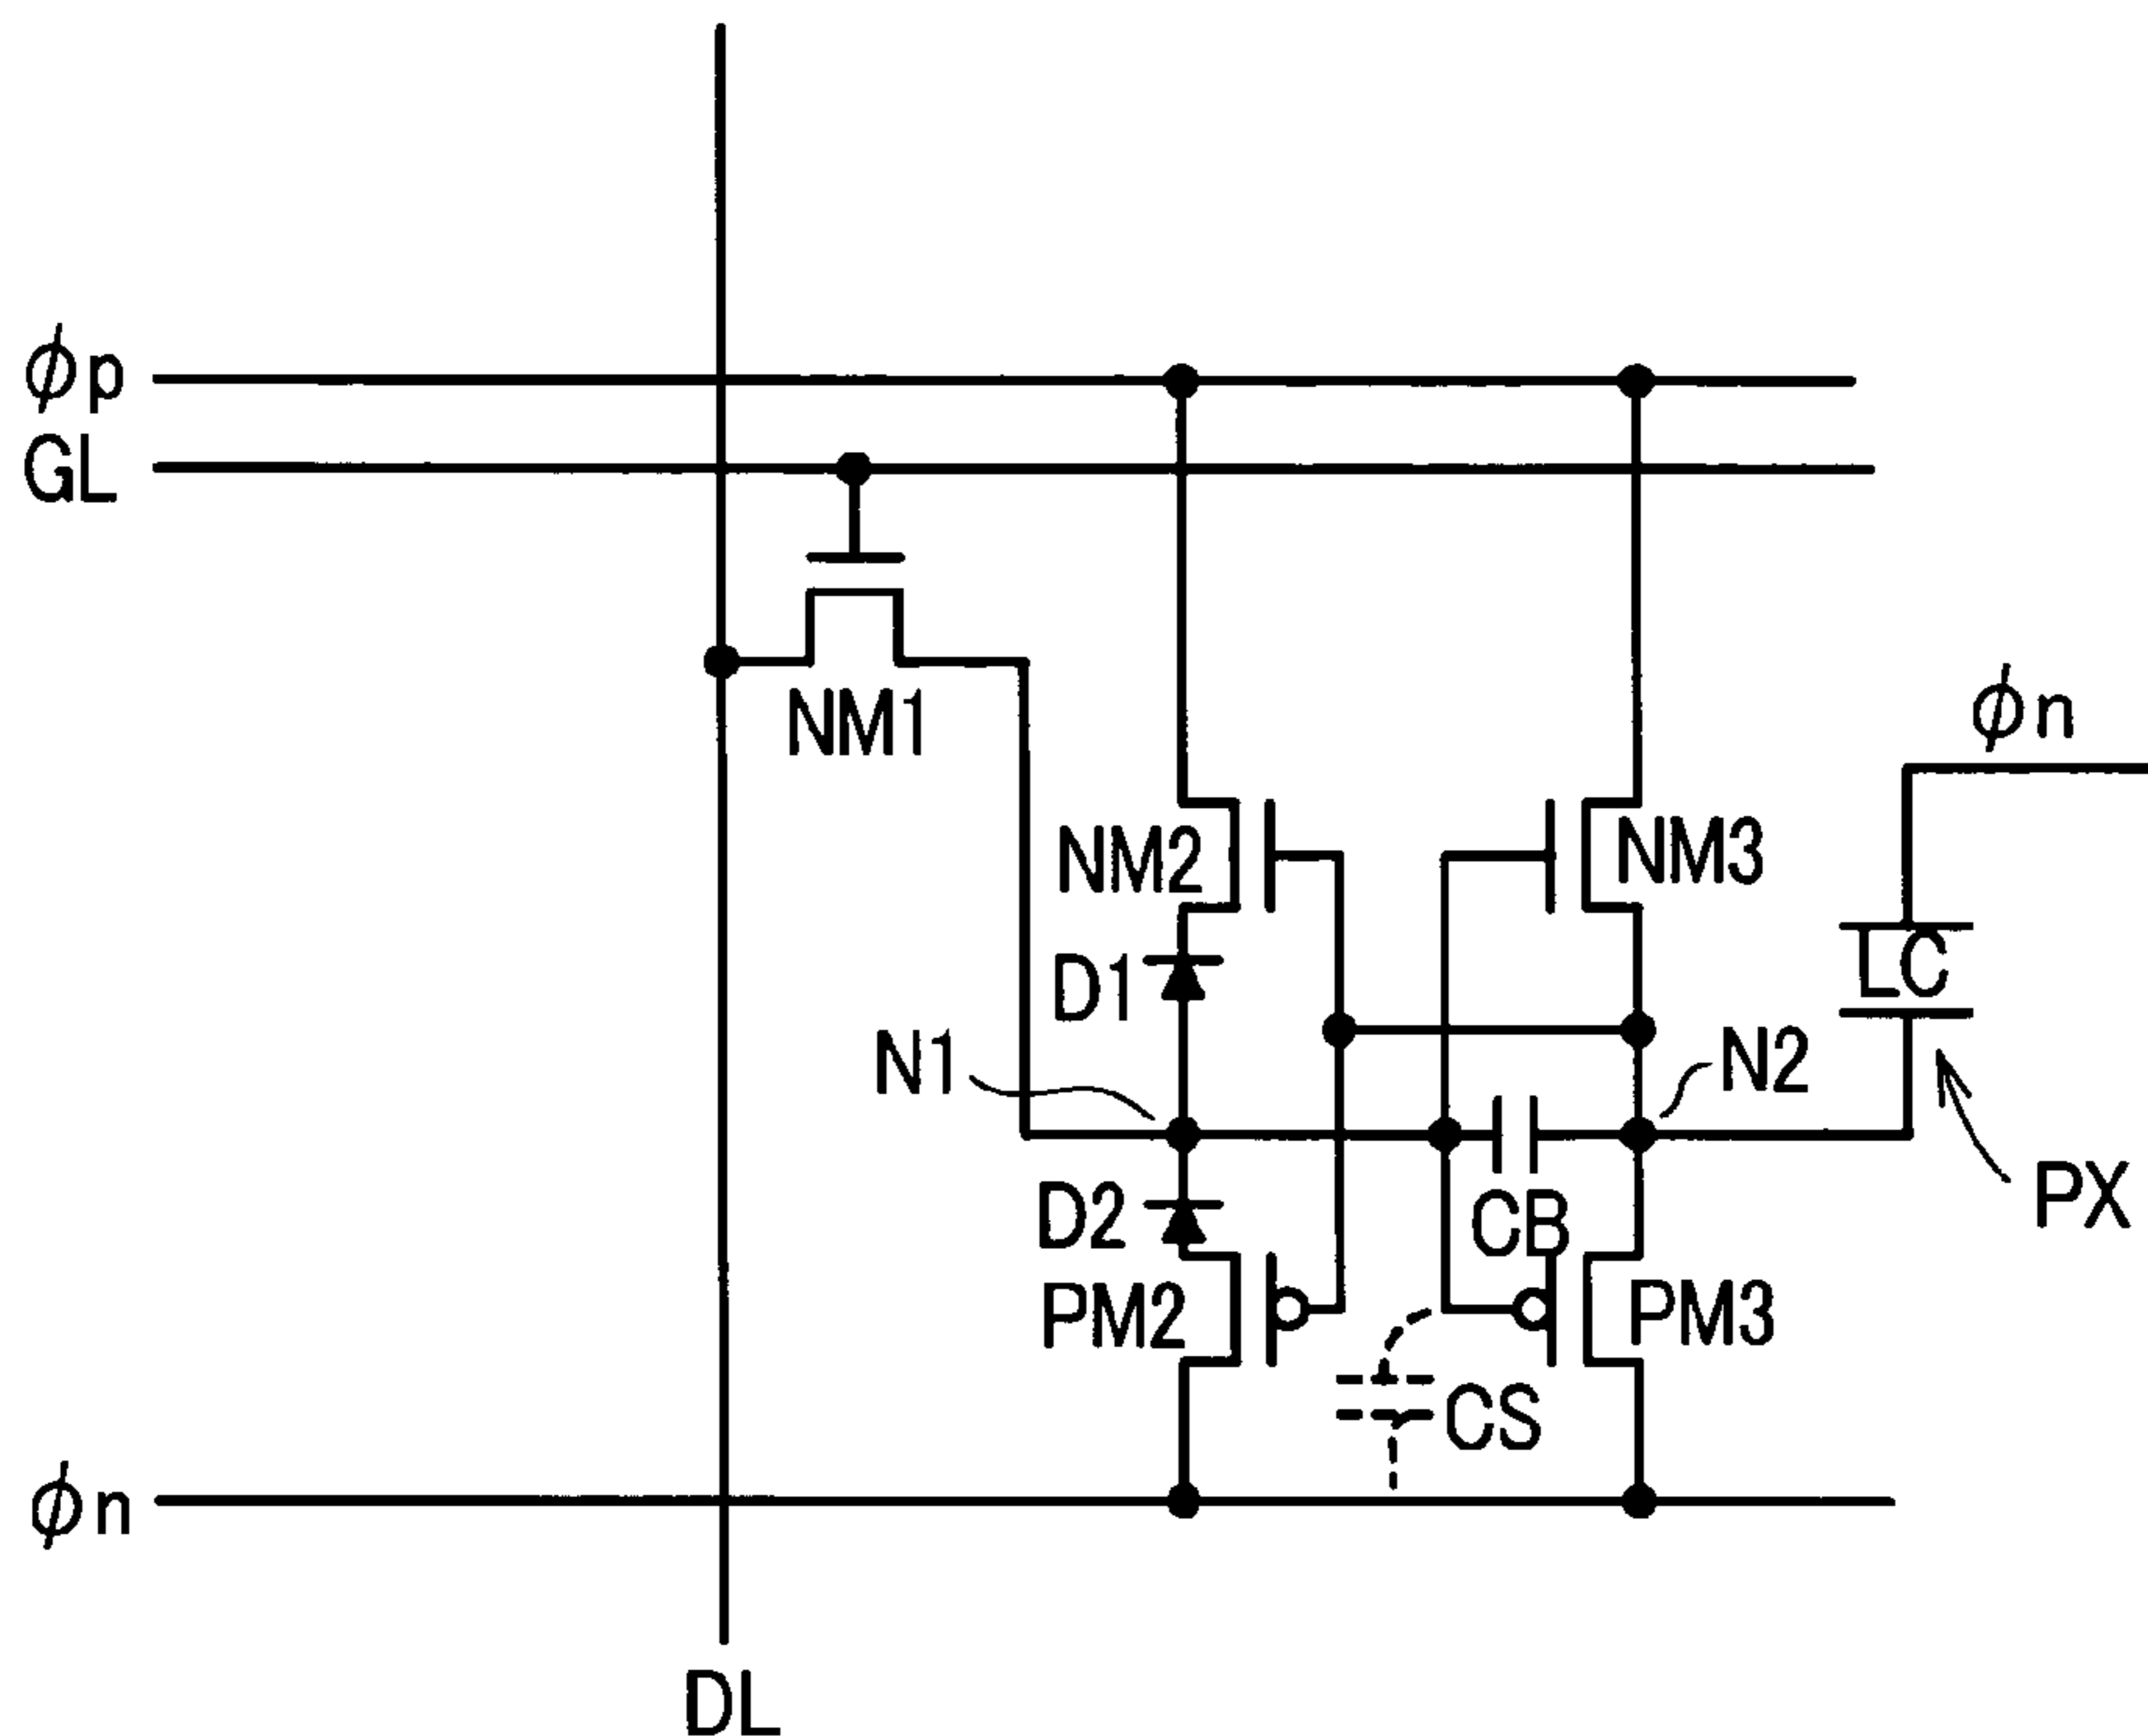 ϕp
GL
NM1
ϕn
NM2
NM3
D1
LC
N1
N2
D2
CB
PX
PM2
PM3
CS
ϕn
DL